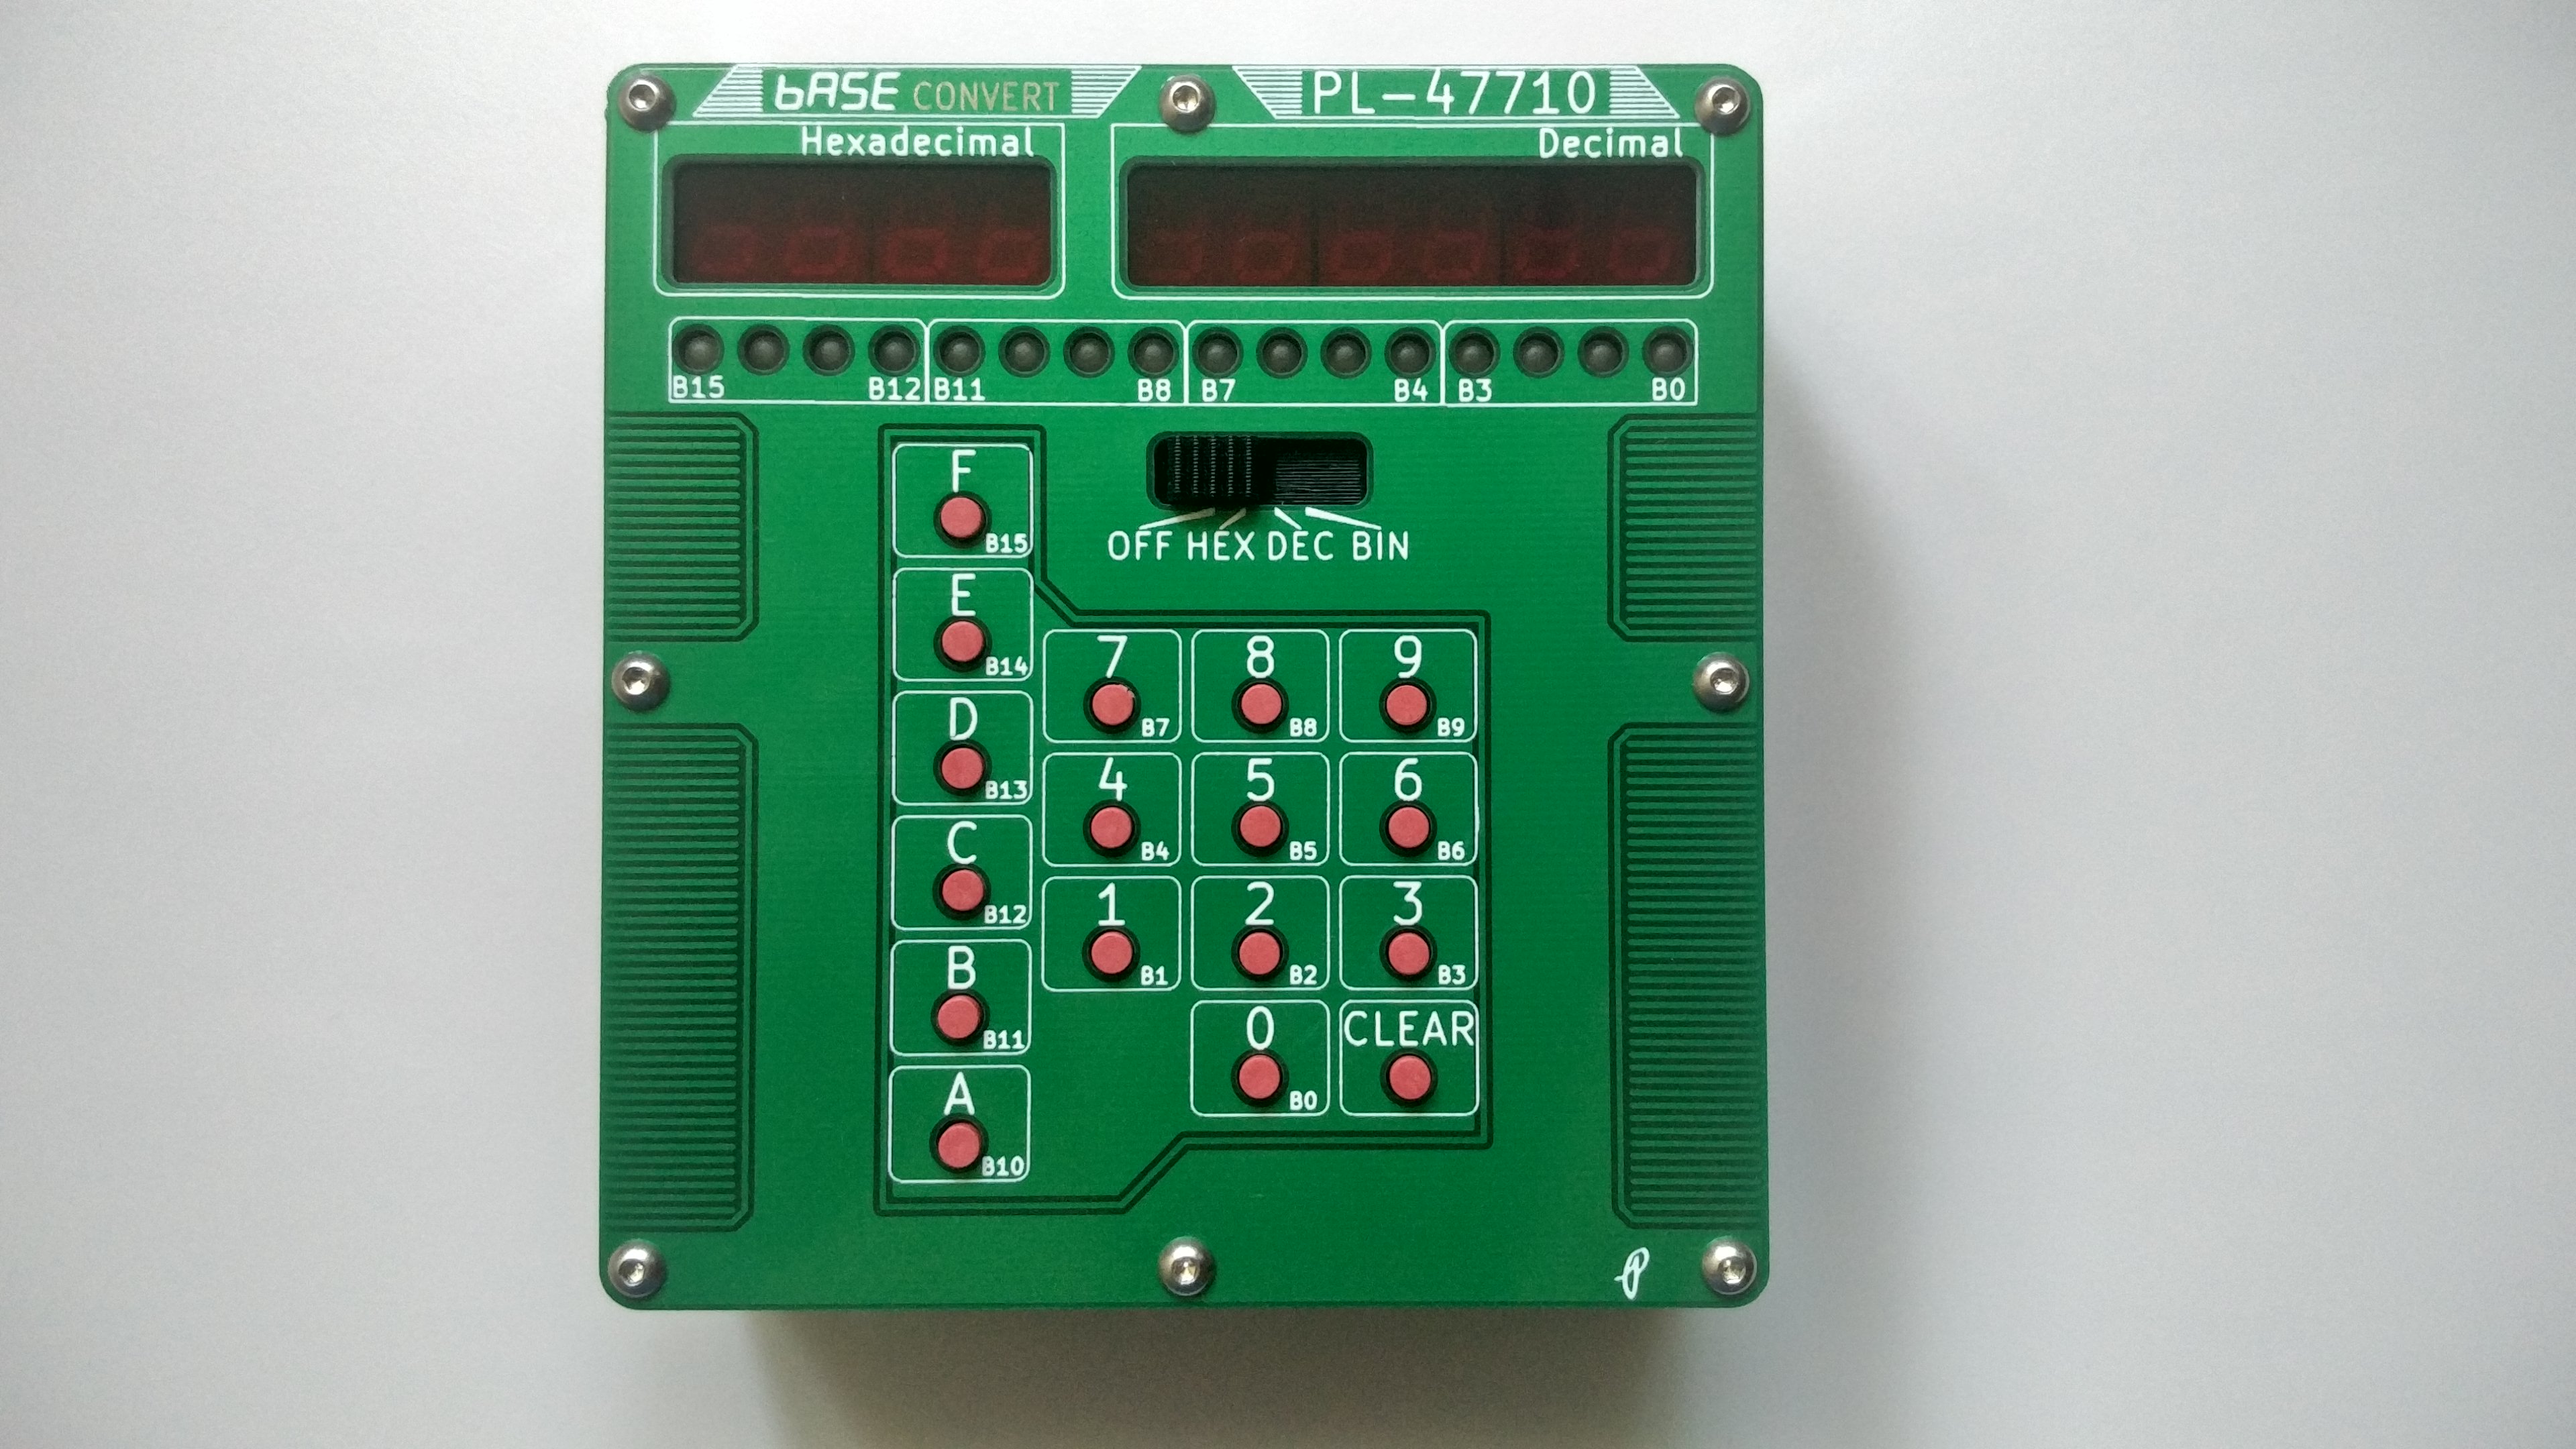 bASE CONVERT
PL-47710
Hexadecimal
Decimal
B15 B12 B11 B8 B7 B4 B3 B0
OFF HEX DEC BIN
F
B15
E
B14
7 8 9
B7 B8 B9
D
B13
4 5 6
B4 B5 B6
C
B12
1 2 3
B1 B2 B3
B
B11
0 CLEAR
B0
A
B10